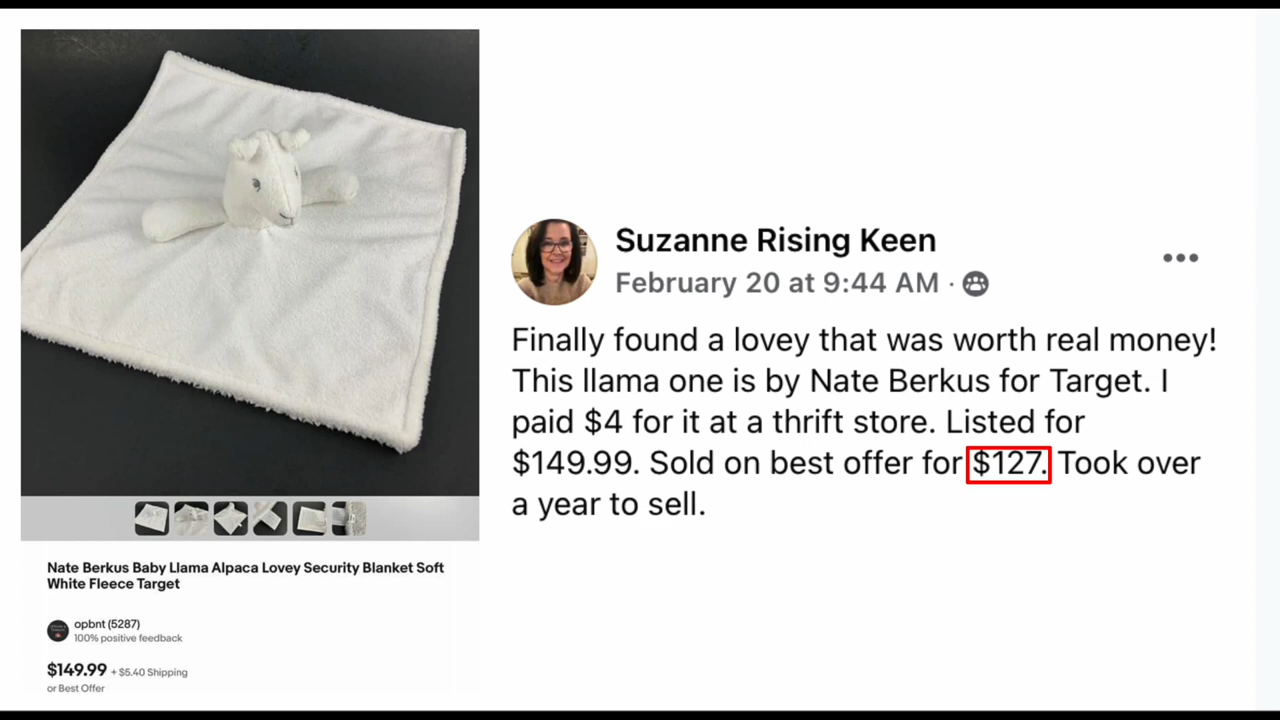 Suzanne Rising Keen
February 20 at 9:44 AM ·
Finally found a lovey that was worth real money!
This llama one is by Nate Berkus for Target. I
paid $4 for it at a thrift store. Listed for
$149.99. Sold on best offer for $127. Took over
a year to sell.
Nate Berkus Baby Llama Alpaca Lovey Security Blanket Soft
White Fleece Target
opbnt (5287)
100% positive feedback
$149.99 + $5.40 Shipping
or Best Offer